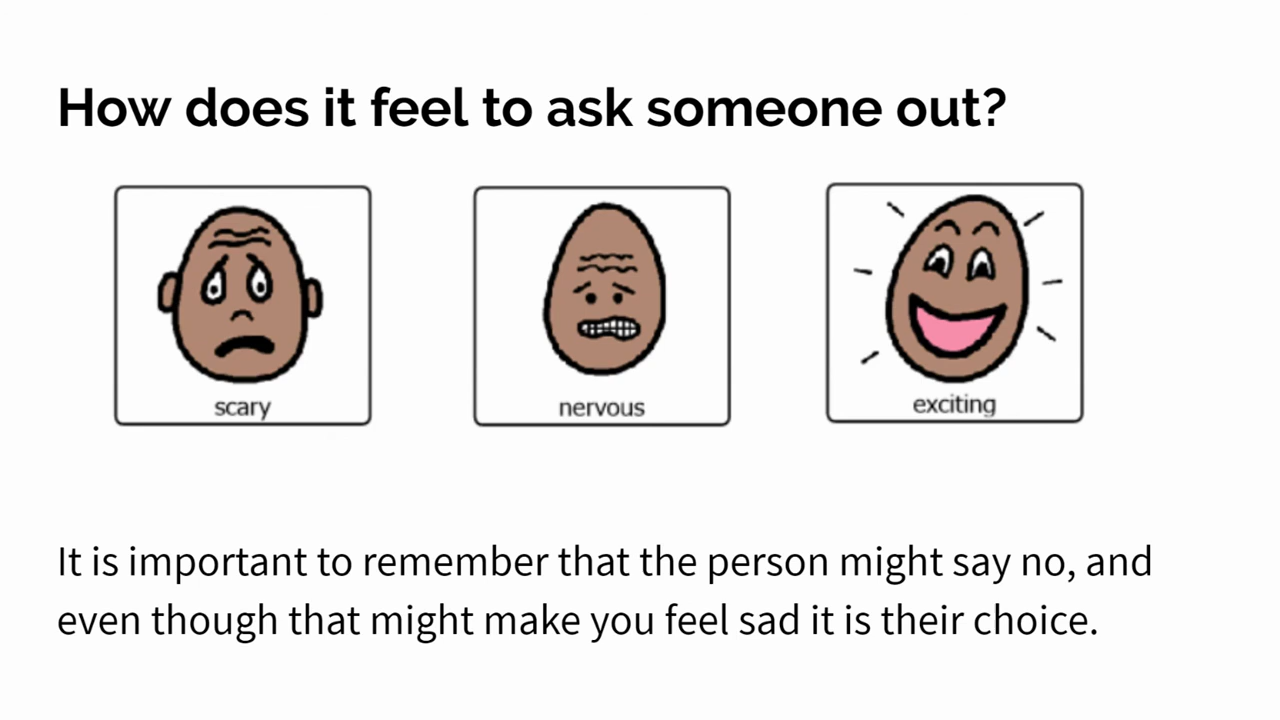 How does it feel to ask someone out?
scary
nervous
exciting
It is important to remember that the person might say no, and
even though that might make you feel sad it is their choice.